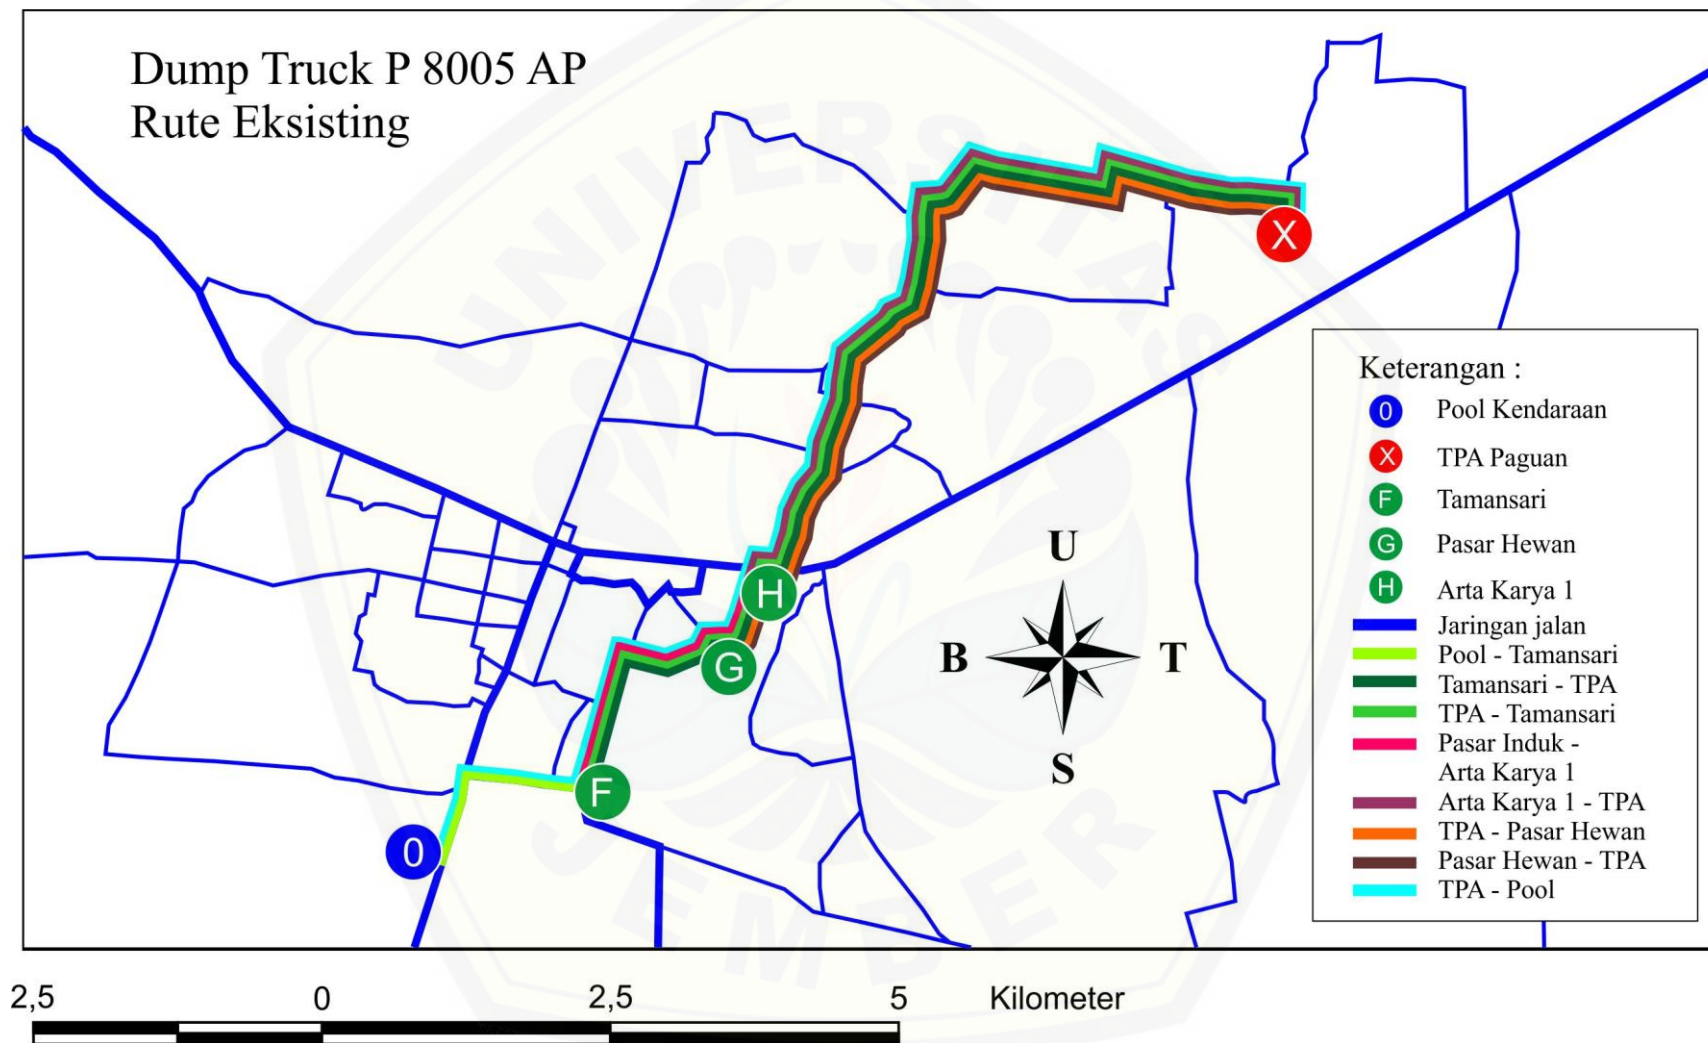 Dump Truck P 8005 AP
Rute Eksisting
UNIVERSITAS
JEMBER
X
H
G
F
0
U
B
T
S
Keterangan :
0 Pool Kendaraan
X TPA Paguan
F Tamansari
G Pasar Hewan
H Arta Karya 1
Jaringan jalan
Pool - Tamansari
Tamansari - TPA
TPA - Tamansari
Pasar Induk -
Arta Karya 1
Arta Karya 1 - TPA
TPA - Pasar Hewan
Pasar Hewan - TPA
TPA - Pool
2,5 0 2,5 5 Kilometer